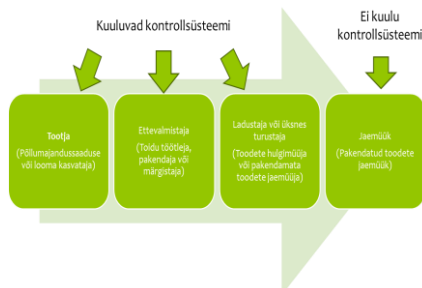 Kuuluvad kontrollsüsteemi
Ei kuulu
kontrollsüsteemi
Tootja
(Põllumajandussaaduse
või looma kasvataja)
Ettevalmistaja
(Toidu töötleja,
pakendaja või
märgistaja)
Ladustaja või üksnes
turustaja
(Toodete hulgimüüja
või pakendamata
toodete jaemüüja)
Jaemüük
(Pakendatud toodete
jaemüük)